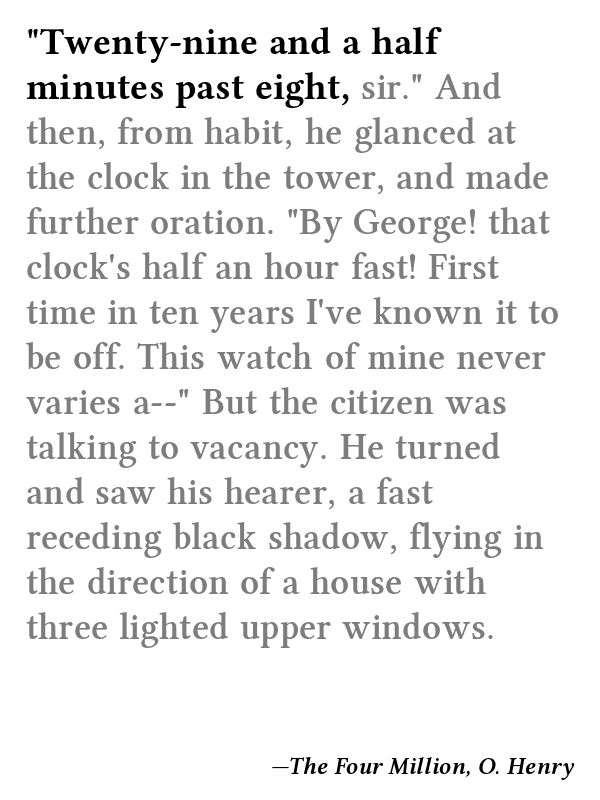 "Twenty-nine and a half
minutes past eight, sir." And
then, from habit, he glanced at
the clock in the tower, and made
further oration. "By George! that
clock's half an hour fast! First
time in ten years I've known it to
be off. This watch of mine never
varies a--" But the citizen was
talking to vacancy. He turned
and saw his hearer, a fast
receding black shadow, flying in
the direction of a house with
three lighted upper windows.
—The Four Million, O. Henry